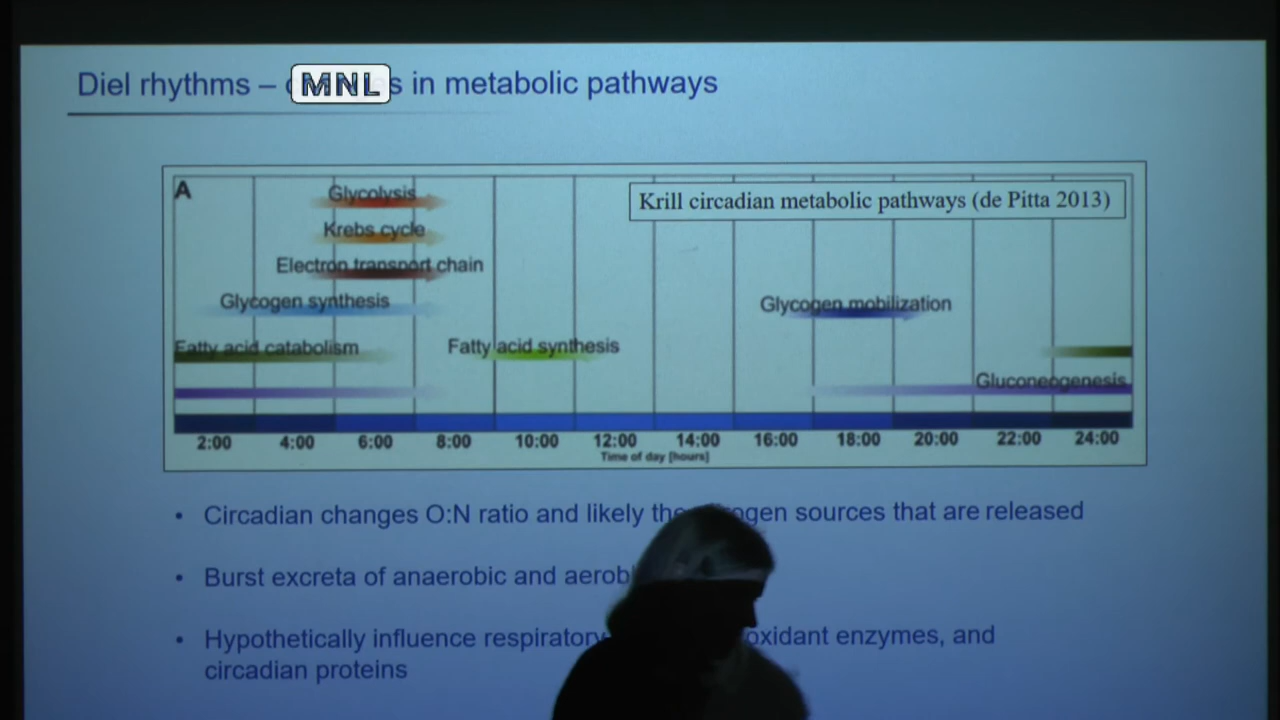 Diel rhythms – MNL s in metabolic pathways
A
Glycolysis
Krill circadian metabolic pathways (de Pitta 2013)
Krebs cycle
Electron transport chain
Glycogen synthesis
Glycogen mobilization
Fatty acid catabolism
Fatty acid synthesis
Gluconeogenesis
2:00 4:00 6:00 8:00 10:00 12:00 14:00 16:00 18:00 20:00 22:00 24:00
Time of day [hours]
• Circadian changes O:N ratio and likely the sources that are released
• Burst excreta of anaerobic and
• Hypothetically influence respiratory enzymes, and
circadian proteins